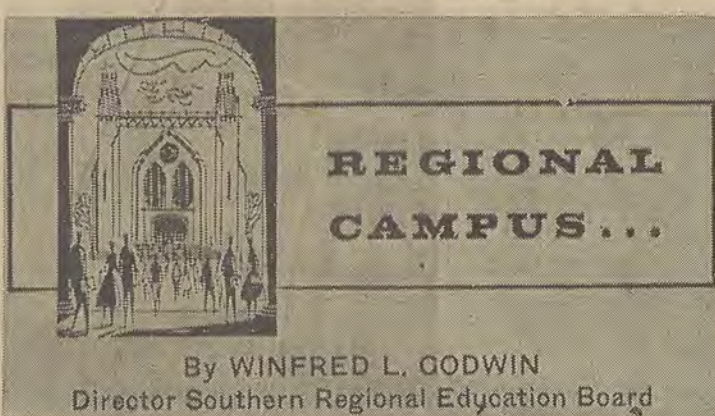 REGIONAL
CAMPUS...
By WINFRED L. GODWIN
Director Southern Regional Education Board